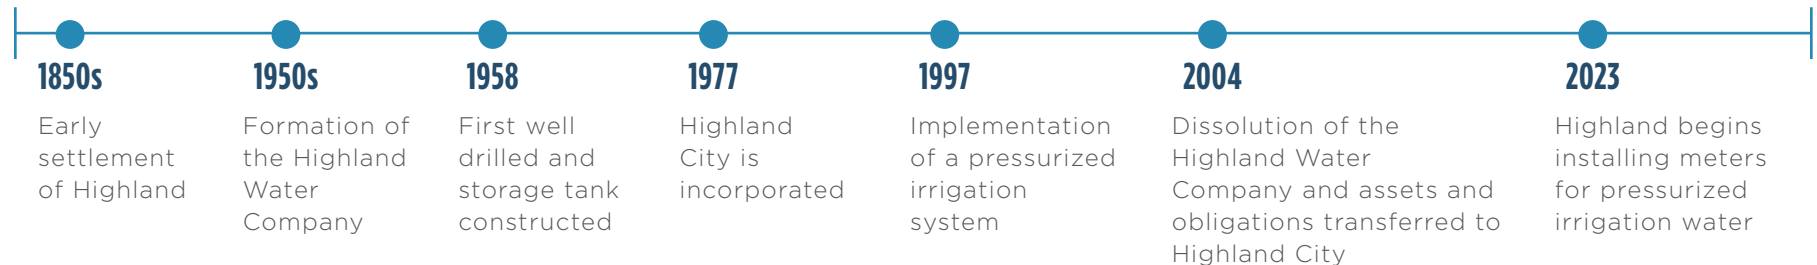 1850s
Early
settlement
of Highland
1950s
Formation of
the Highland
Water
Company
1958
First well
drilled and
storage tank
constructed
1977
Highland
City is
incorporated
1997
Implementation
of a pressurized
irrigation
system
2004
Dissolution of the
Highland Water
Company and assets and
obligations transferred to
Highland City
2023
Highland begins
installing meters
for pressurized
irrigation water